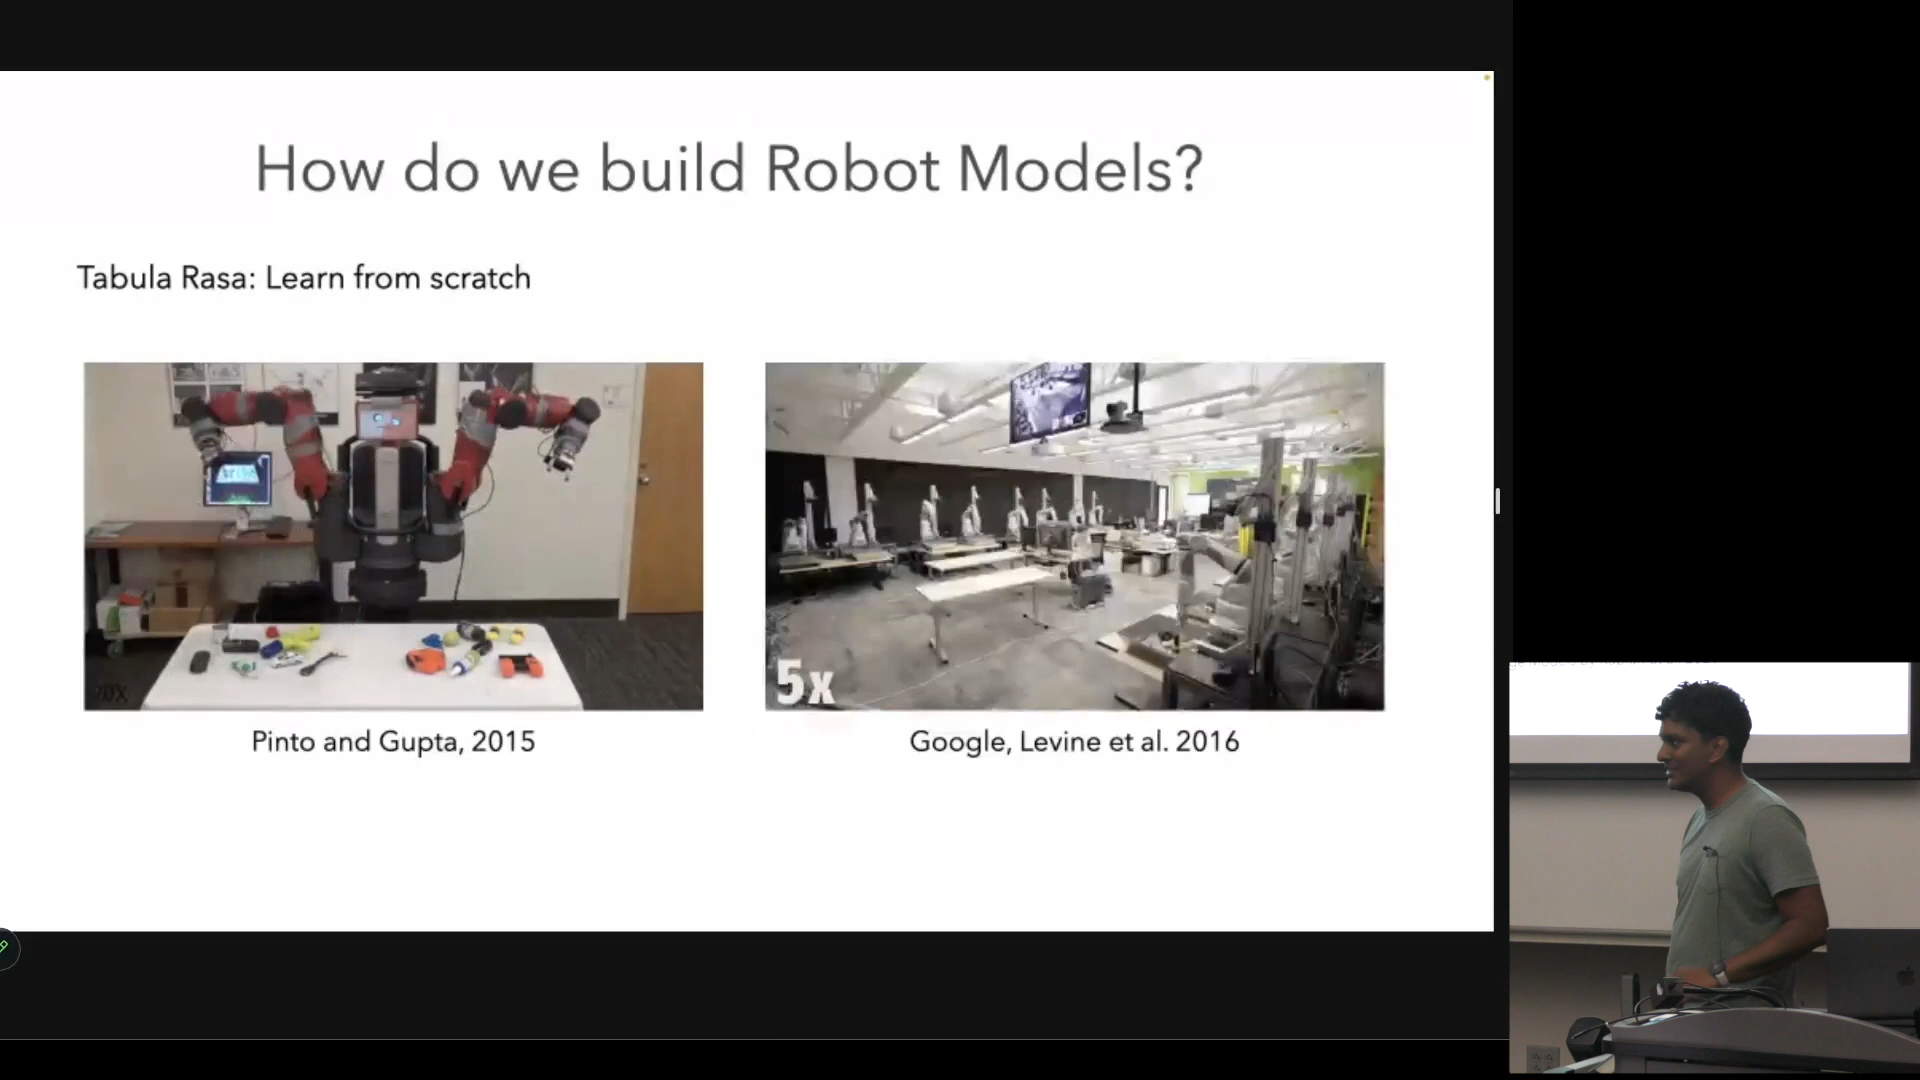 How do we build Robot Models?
Tabula Rasa: Learn from scratch
20X
5x
Pinto and Gupta, 2015
Google, Levine et al. 2016